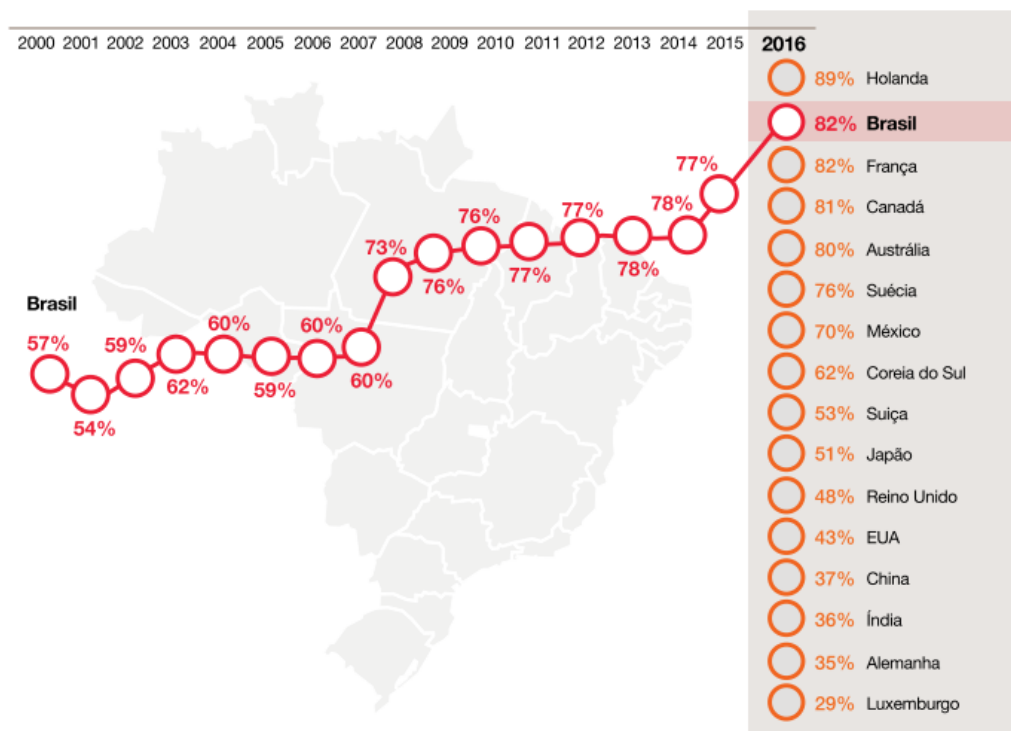 2000 2001 2002 2003 2004 2005 2006 2007 2008 2009 2010 2011 2012 2013 2014 2015 2016
Brasil
57%
54%
59%
62%
60%
59%
60%
60%
73%
76%
76%
77%
77%
78%
78%
77%
89% Holanda
82% Brasil
82% França
81% Canadá
80% Austrália
76% Suécia
70% México
62% Coreia do Sul
53% Suiça
51% Japão
48% Reino Unido
43% EUA
37% China
36% Índia
35% Alemanha
29% Luxemburgo